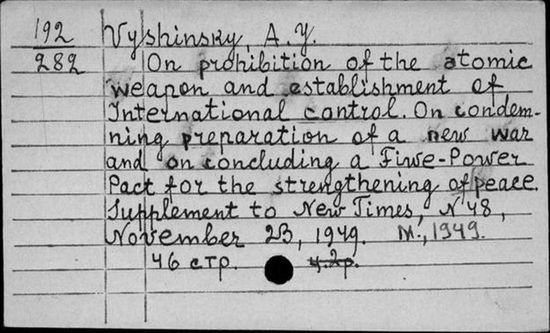 192 Vyshinsky, A.Y.
282 On prohibition of the atomic
weapon and establishment of
International control. On condem-
ning preparation of a new war
and on concluding a Five-Power
Pact for the strengthening of peace.
Supplement to New Times, N 48,
November 23, 1949. М., 1949.
46 стр. ч.2р.